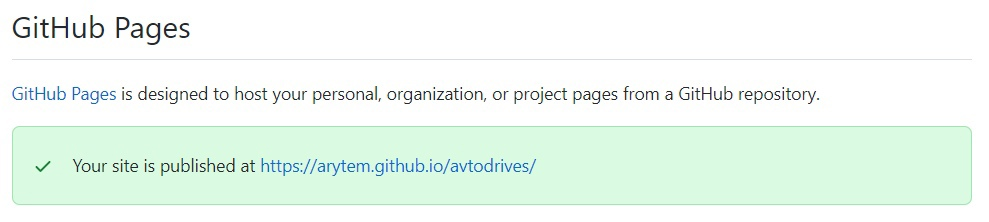 GitHub Pages
GitHub Pages is designed to host your personal, organization, or project pages from a GitHub repository.
Your site is published at https://arytem.github.io/avtodrives/